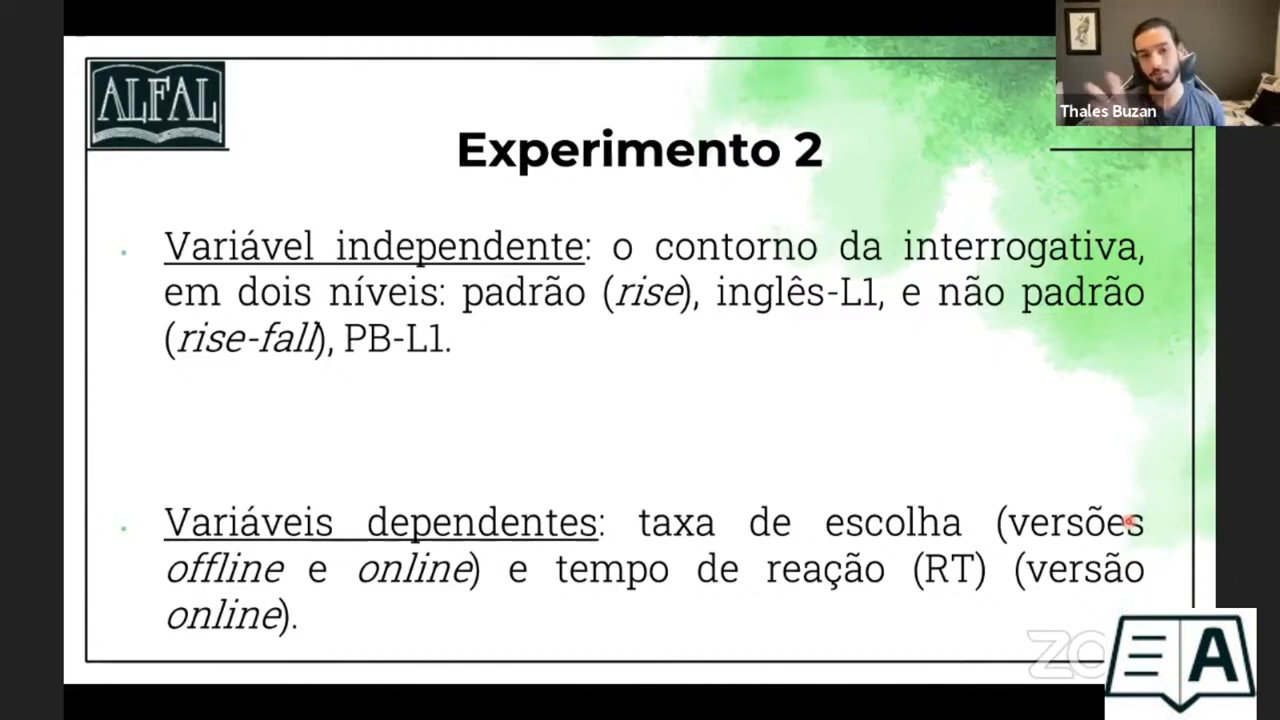 ALFAL
Thales Buzan
Experimento 2
Variável independente: o contorno da interrogativa,
em dois níveis: padrão (rise), inglês-L1, e não padrão
(rise-fall), PB-L1.
Variáveis dependentes: taxa de escolha (versões
offline e online) e tempo de reação (RT) (versão
online).
A